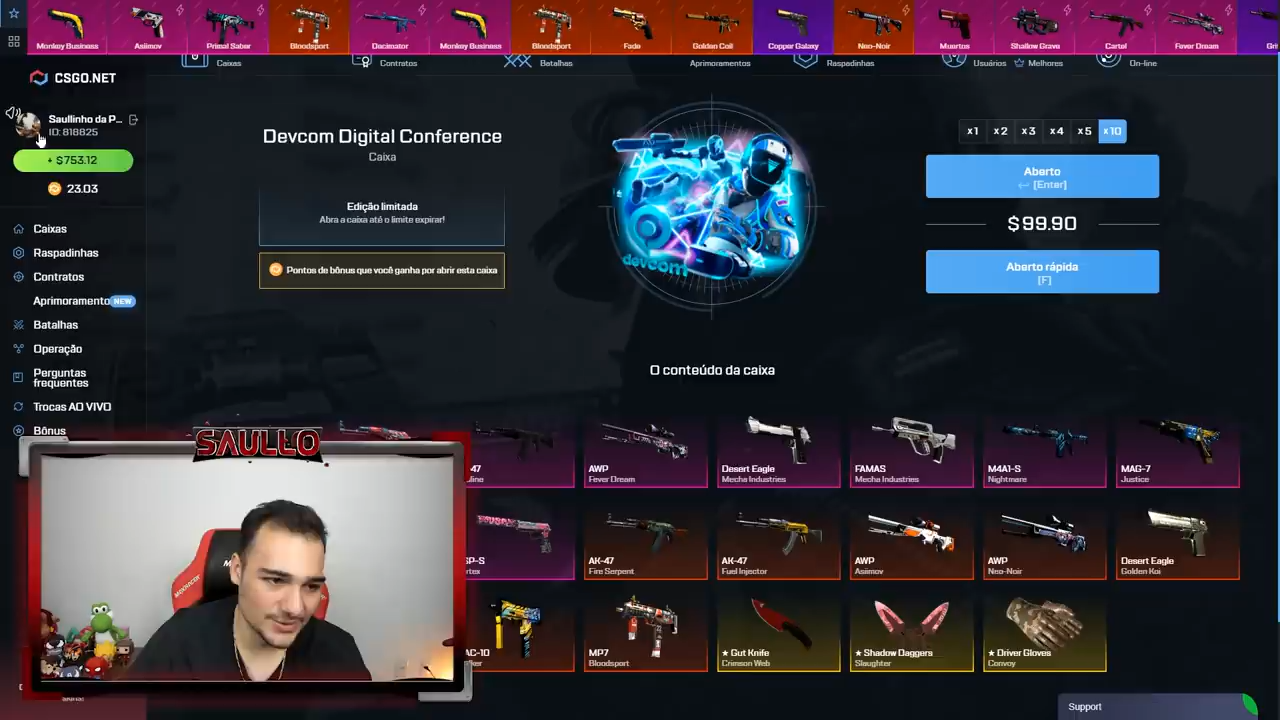 Monkey Business
Asiimov
Primal Saber
Bloodsport
Decimator
Monkey Business
Bloodsport
Fade
Golden Coil
Copper Galaxy
Neo-Noir
Muertos
Shallow Grave
Cartel
Fever Dream
CSGO.NET
Caixas
Contratos
Batalhas
Aprimoramentos
Raspadinhas
Usuários
Melhores
On-line
Saullinho da P...
ID: 818825
+ $753.12
23.03
Caixas
Raspadinhas
Contratos
Aprimoramento NEW
Batalhas
Operação
Perguntas
frequentes
Trocas AO VIVO
Bônus
Devcom Digital Conference
Caixa
Edição limitada
Abra a caixa até o limite expirar!
Pontos de bônus que você ganha por abrir esta caixa
devcom
x1 x2 x3 x4 x5 x10
Aberto
[Enter]
$99.90
Aberto rápida
[F]
O conteúdo da caixa
AWP
Fever Dream
Desert Eagle
Mecha Industries
FAMAS
Mecha Industries
M4A1-S
Nightmare
MAG-7
Justice
AK-47
Fire Serpent
AK-47
Fuel Injector
AWP
Asiimov
AWP
Neo-Noir
Desert Eagle
Golden Koi
MP7
Bloodsport
★ Gut Knife
Crimson Web
★ Shadow Daggers
Slaughter
★ Driver Gloves
Convoy
SAULLO
Support